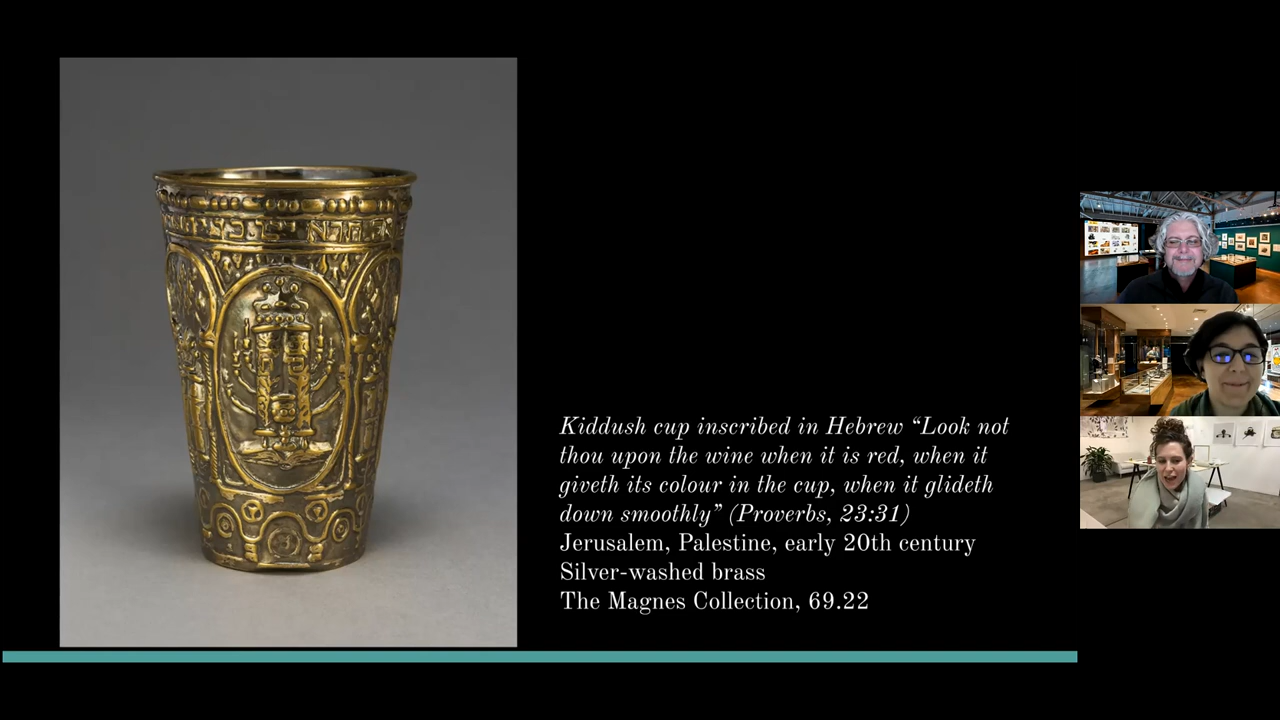 Kiddush cup inscribed in Hebrew “Look not
thou upon the wine when it is red, when it
giveth its colour in the cup, when it glideth
down smoothly” (Proverbs, 23:31)
Jerusalem, Palestine, early 20th century
Silver-washed brass
The Magnes Collection, 69.22